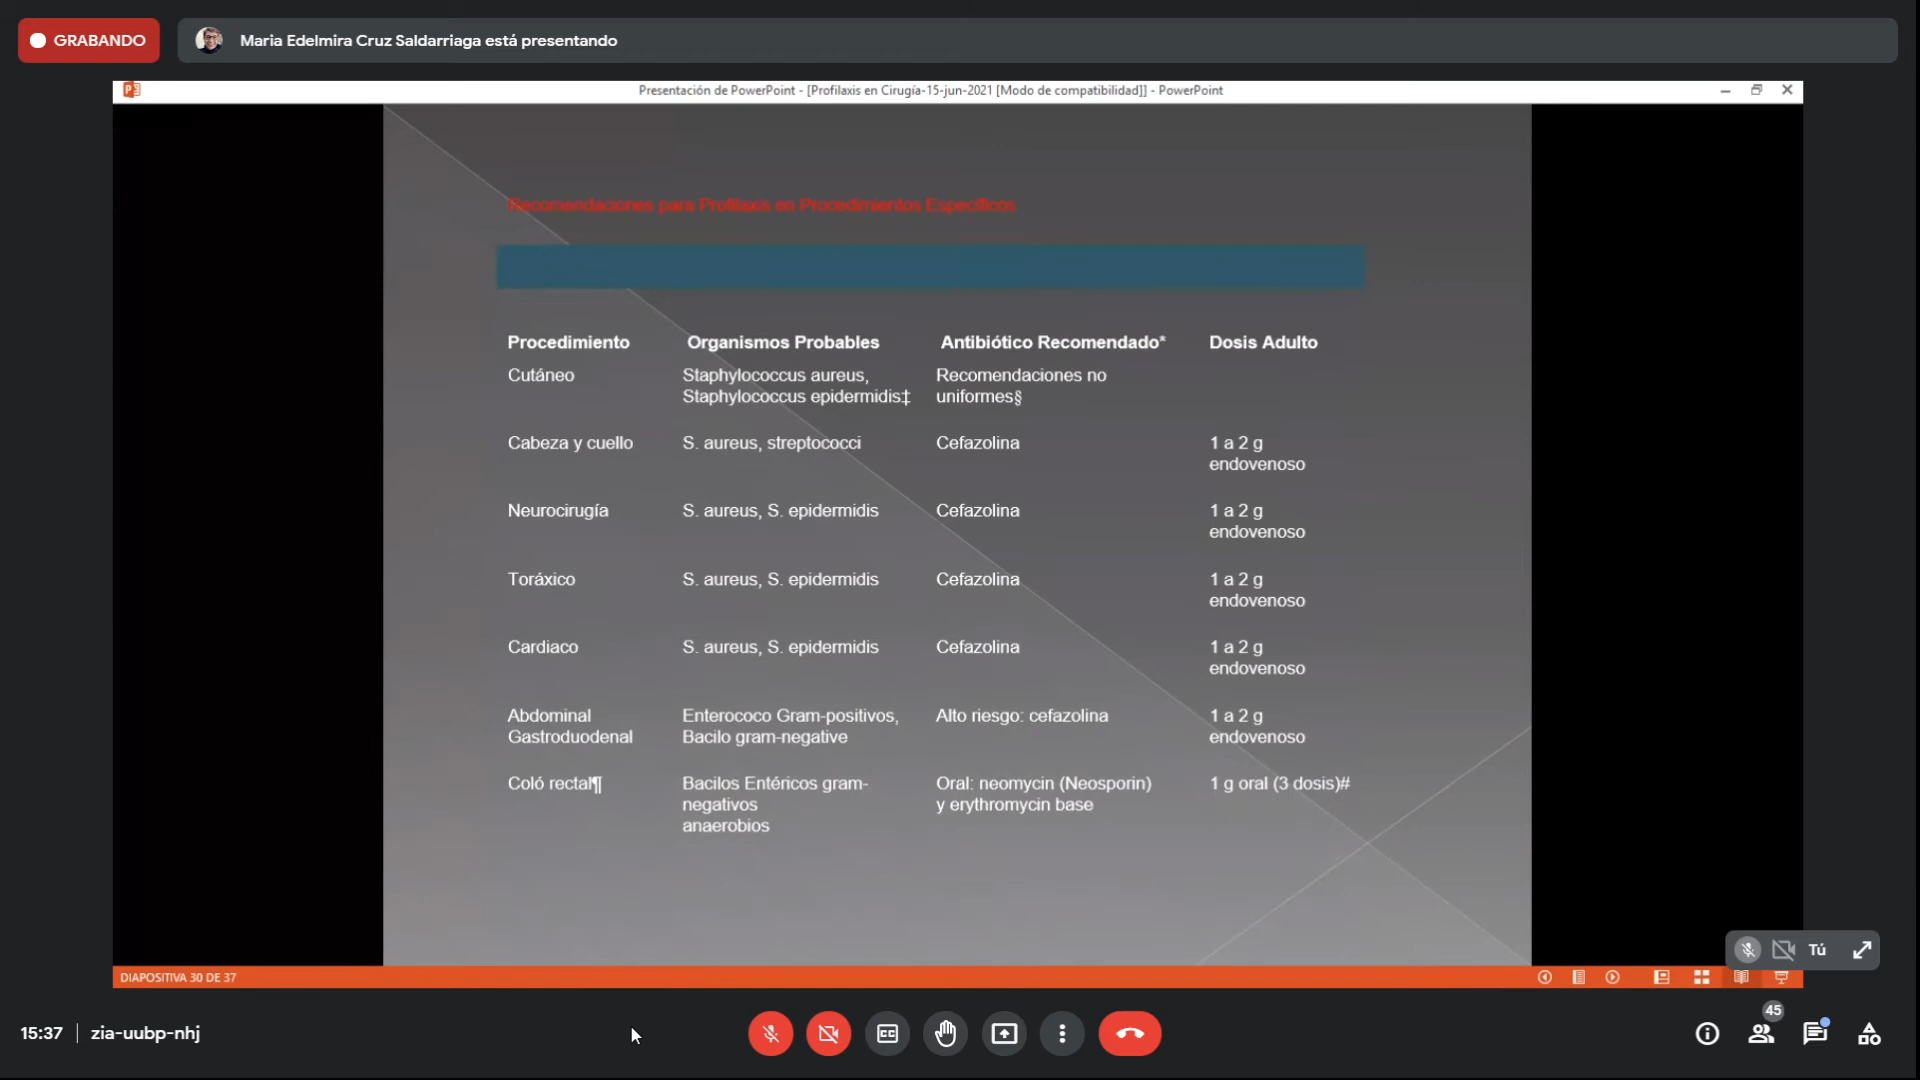 GRABANDO
Maria Edelmira Cruz Saldarriaga está presentando
Presentación de PowerPoint - [Profilaxis en Cirugía-15-jun-2021 [Modo de compatibilidad]] - PowerPoint
Recomendaciones para Profilaxis en Procedimientos Específicos
Procedimiento Organismos Probables Antibiótico Recomendado* Dosis Adulto
Cutáneo Staphylococcus aureus, Recomendaciones no
Staphylococcus epidermidis‡ uniformes§
Cabeza y cuello S. aureus, streptococci Cefazolina 1 a 2 g
endovenoso
Neurocirugía S. aureus, S. epidermidis Cefazolina 1 a 2 g
endovenoso
Toráxico S. aureus, S. epidermidis Cefazolina 1 a 2 g
endovenoso
Cardiaco S. aureus, S. epidermidis Cefazolina 1 a 2 g
endovenoso
Abdominal Enterococo Gram-positivos, Alto riesgo: cefazolina 1 a 2 g
Gastroduodenal Bacilo gram-negative endovenoso
Coló rectal¶ Bacilos Entéricos gram- Oral: neomycin (Neosporin) 1 g oral (3 dosis)#
negativos y erythromycin base
anaerobios
Tú
DIAPOSITIVA 30 DE 37
45
15:37 | zia-uubp-nhj